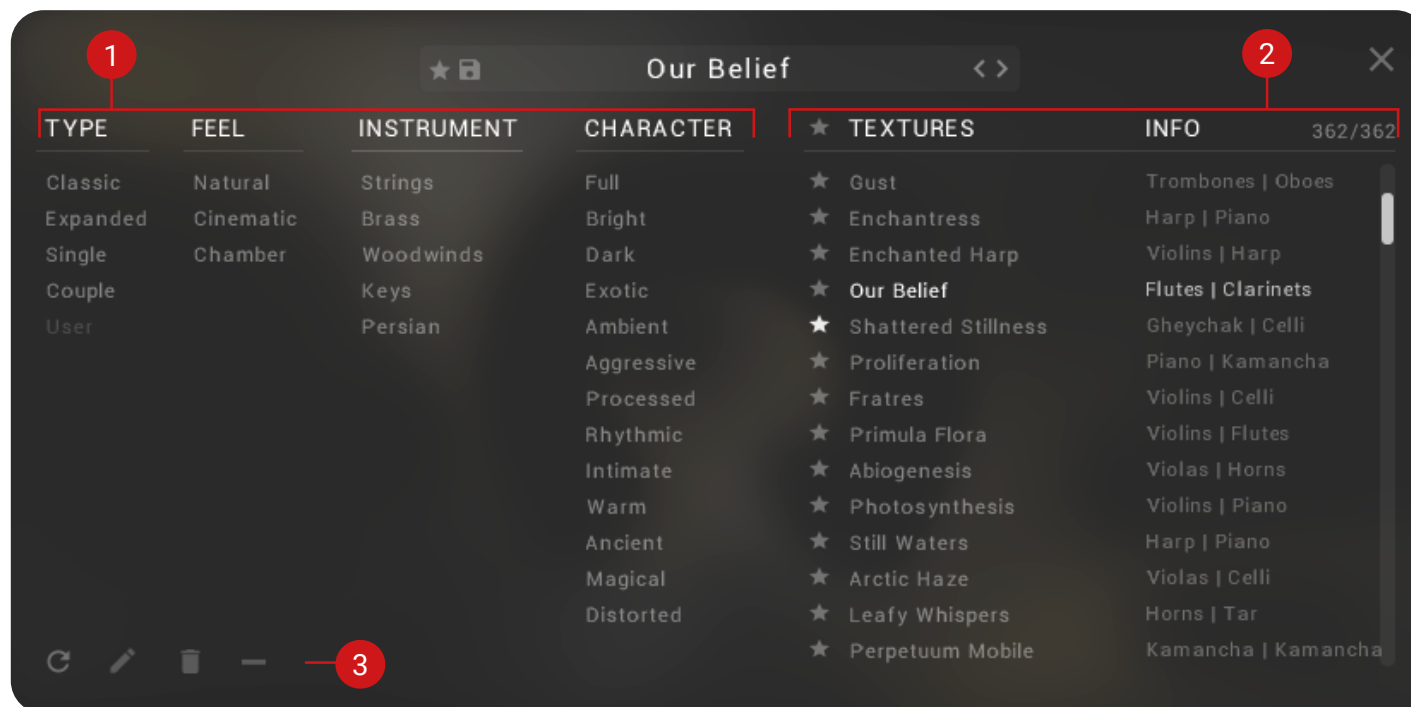 1
2
Our Belief
TYPE FEEL INSTRUMENT CHARACTER TEXTURES INFO 362/362
Classic Natural Strings Full Gust Trombones | Oboes
Expanded Cinematic Brass Bright Enchantress Harp | Piano
Single Chamber Woodwinds Dark Enchanted Harp Violins | Harp
Couple Keys Exotic Our Belief Flutes | Clarinets
User Persian Ambient Shattered Stillness Gheychak | Celli
Aggressive Proliferation Piano | Kamancha
Processed Fratres Violins | Celli
Rhythmic Primula Flora Violins | Flutes
Intimate Abiogenesis Violas | Horns
Warm Photosynthesis Violins | Piano
Ancient Still Waters Harp | Piano
Magical Arctic Haze Violas | Celli
Distorted Leafy Whispers Horns | Tar
Perpetuum Mobile Kamancha | Kamancha
3